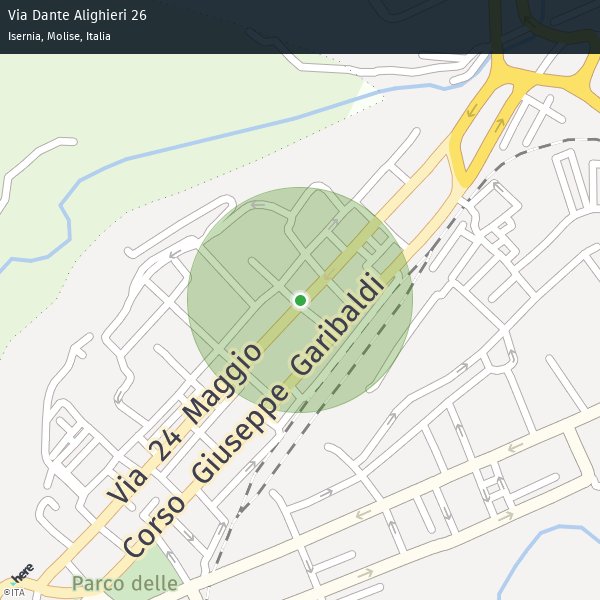 Via Dante Alighieri 26
Isernia, Molise, Italia
Via 24 Maggio
Corso Giuseppe Garibaldi
Parco delle
here
©ITA